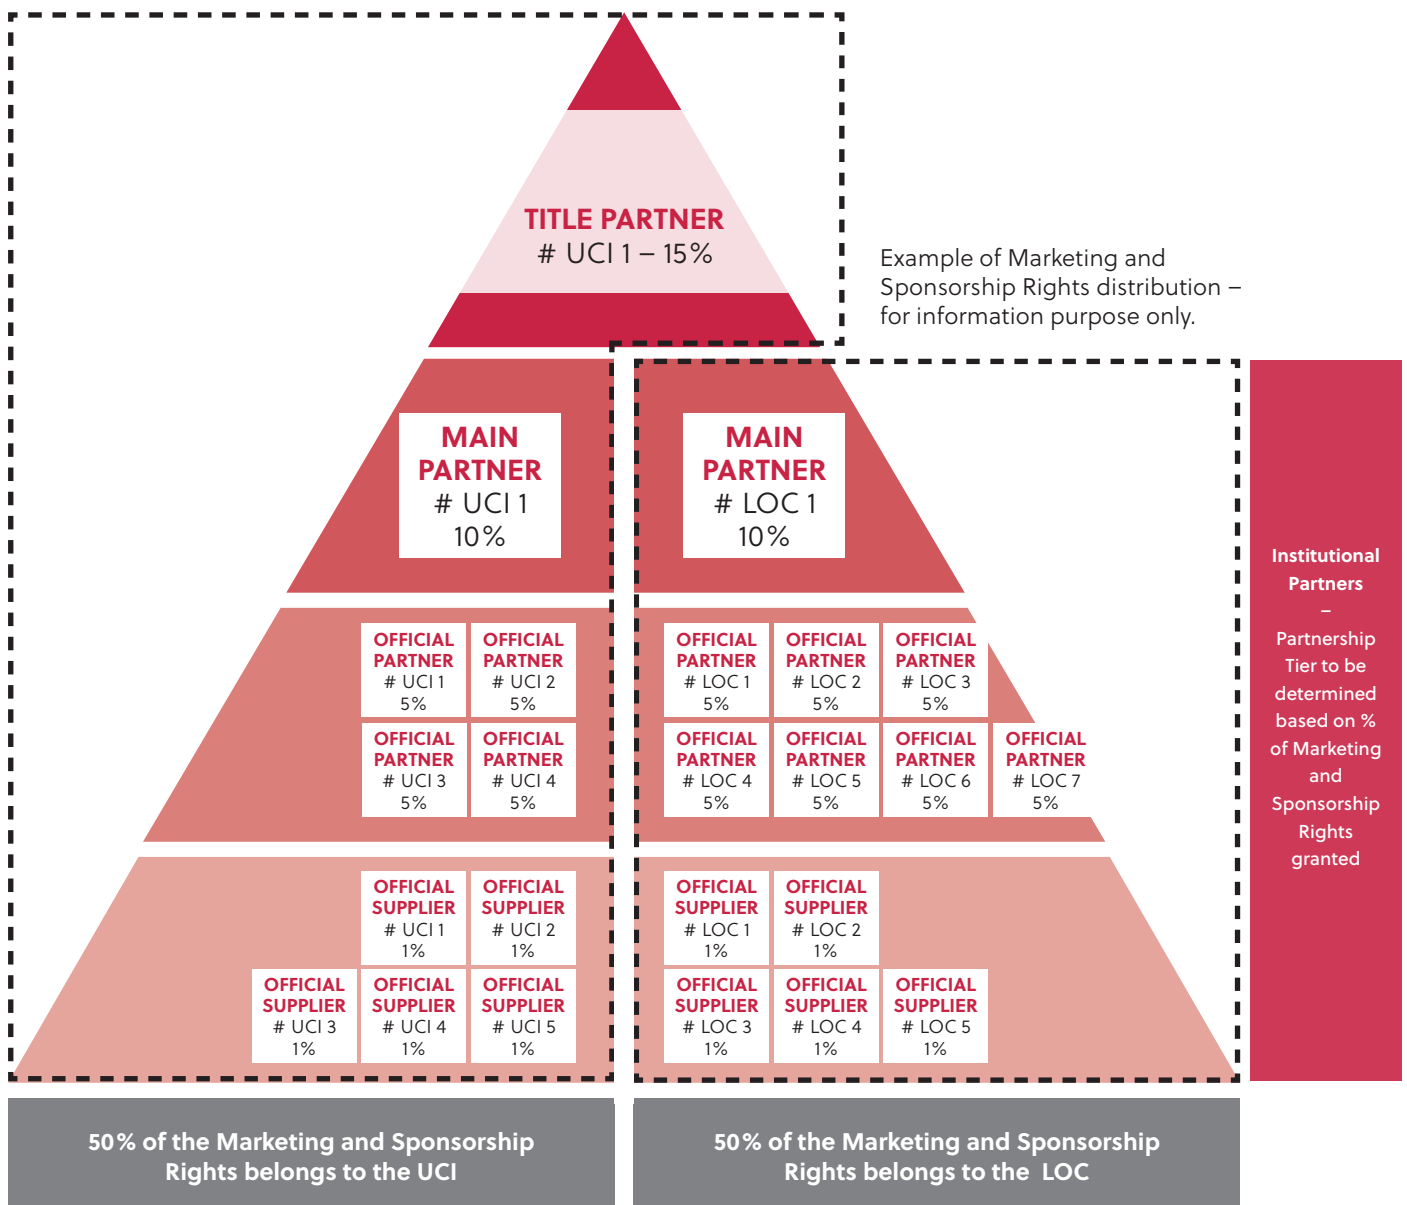 TITLE PARTNER
# UCI 1 – 15%
Example of Marketing and
Sponsorship Rights distribution –
for information purpose only.
MAIN
PARTNER
# UCI 1
10%
MAIN
PARTNER
# LOC 1
10%
OFFICIAL
PARTNER
# UCI 1
5%
OFFICIAL
PARTNER
# UCI 2
5%
OFFICIAL
PARTNER
# LOC 1
5%
OFFICIAL
PARTNER
# LOC 2
5%
OFFICIAL
PARTNER
# LOC 3
5%
OFFICIAL
PARTNER
# UCI 3
5%
OFFICIAL
PARTNER
# UCI 4
5%
OFFICIAL
PARTNER
# LOC 4
5%
OFFICIAL
PARTNER
# LOC 5
5%
OFFICIAL
PARTNER
# LOC 6
5%
OFFICIAL
PARTNER
# LOC 7
5%
OFFICIAL
SUPPLIER
# UCI 1
1%
OFFICIAL
SUPPLIER
# UCI 2
1%
OFFICIAL
SUPPLIER
# LOC 1
1%
OFFICIAL
SUPPLIER
# LOC 2
1%
OFFICIAL
SUPPLIER
# UCI 3
1%
OFFICIAL
SUPPLIER
# UCI 4
1%
OFFICIAL
SUPPLIER
# UCI 5
1%
OFFICIAL
SUPPLIER
# LOC 3
1%
OFFICIAL
SUPPLIER
# LOC 4
1%
OFFICIAL
SUPPLIER
# LOC 5
1%
Institutional
Partners
–
Partnership
Tier to be
determined
based on %
of Marketing
and
Sponsorship
Rights
granted
50% of the Marketing and Sponsorship
Rights belongs to the UCI
50% of the Marketing and Sponsorship
Rights belongs to the LOC